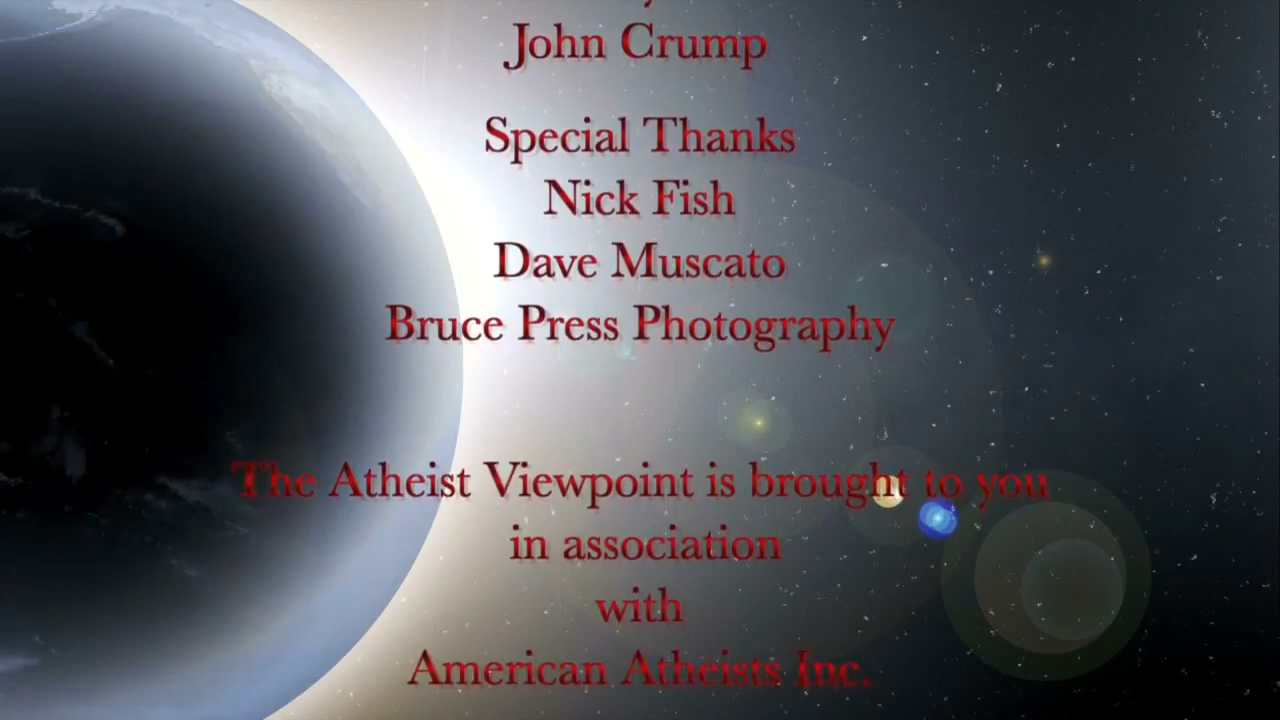 John Crump
Special Thanks
Nick Fish
Dave Muscato
Bruce Press Photography
The Atheist Viewpoint is brought to you
in association
with
American Atheists Inc.